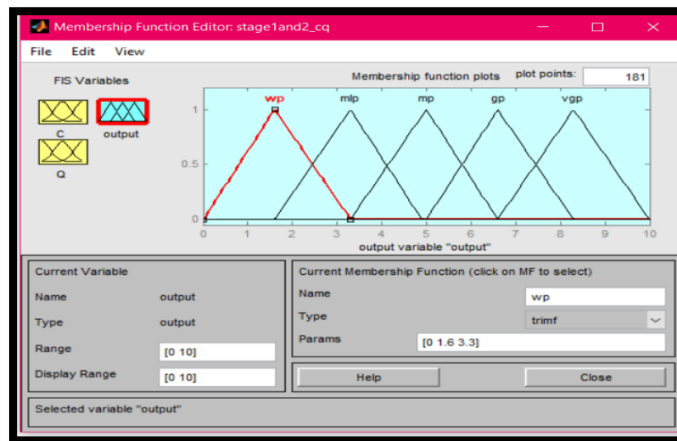 Membership Function Editor: stage1and2_cq
File Edit View
FIS Variables
Membership function plots
plot points:
181
C
output
Q
wp
mlp
mp
gp
vgp
1
0.5
0
0 1 2 3 4 5 6 7 8 9 10
output variable "output"
Current Variable
Name
output
Type
output
Range
[0 10]
Display Range
[0 10]
Current Membership Function (click on MF to select)
Name
wp
Type
trimf
Params
[0 1.6 3.3]
Help
Close
Selected variable "output"